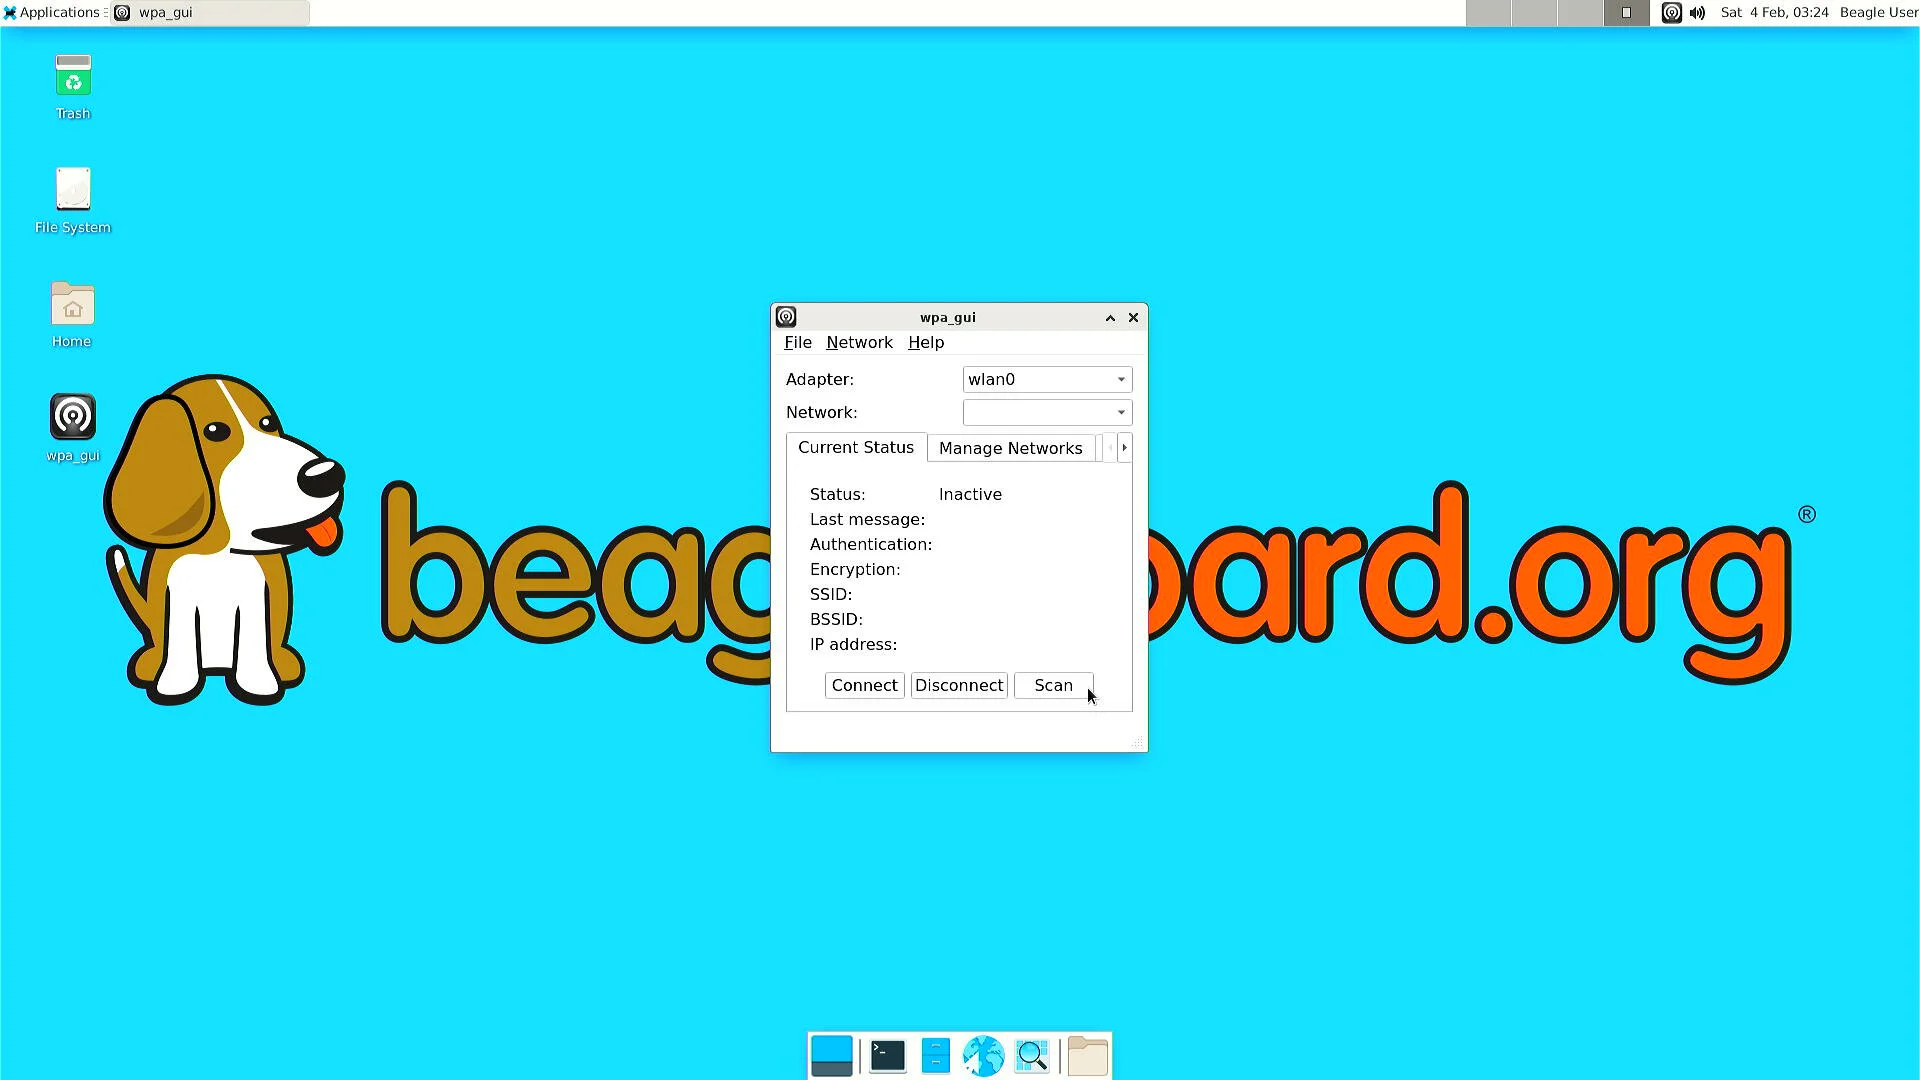 Applications
wpa_gui
Sat 4 Feb, 03:24
Beagle User
Trash
File System
Home
wpa_gui
beag
oard.org
®
wpa_gui
File Network Help
Adapter: wlan0
Network:
Current Status
Manage Networks
Status: Inactive
Last message:
Authentication:
Encryption:
SSID:
BSSID:
IP address:
Connect
Disconnect
Scan